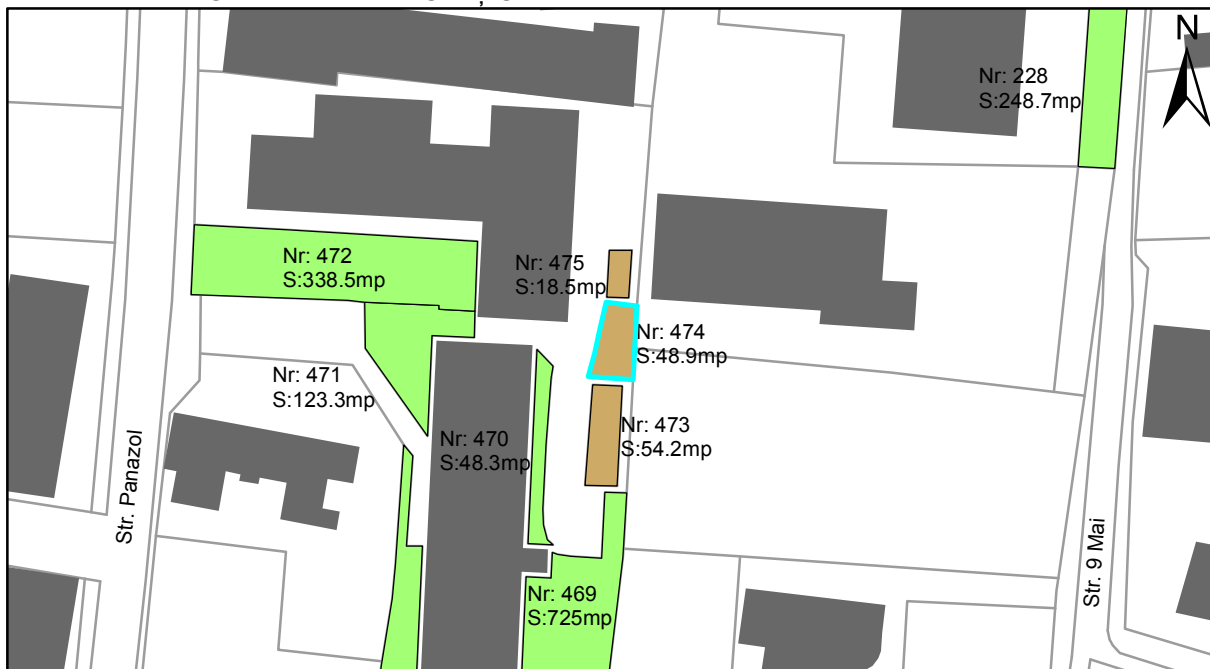 N
Nr: 228
S:248.7mp
Nr: 472
S:338.5mp
Nr: 475
S:18.5mp
Nr: 474
S:48.9mp
Nr: 471
S:123.3mp
Nr: 470
S:48.3mp
Nr: 473
S:54.2mp
Str. Panazol
Str. 9 Mai
Nr: 469
S:725mp